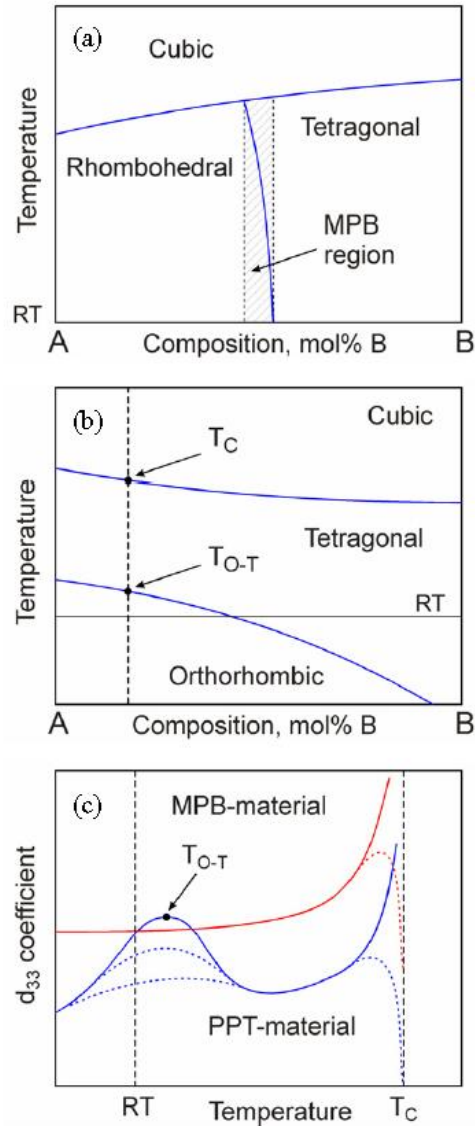 (a)
Cubic
Tetragonal
Rhombohedral
MPB
region
Temperature
RT
A
Composition, mol% B
B
(b)
Cubic
T_C
Tetragonal
T_O-T
RT
Orthorhombic
Temperature
A
Composition, mol% B
B
(c)
MPB-material
T_O-T
PPT-material
d_33 coefficient
RT
Temperature
T_C